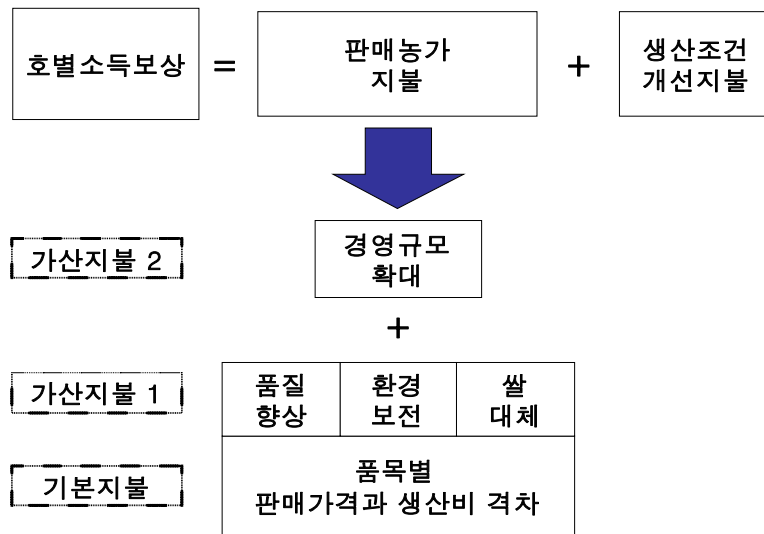 호별소득보상 = 판매농가 지불 + 생산조건 개선지불
가산지불 2
경영규모
확대
+
가산지불 1
품질 향상
환경 보전
쌀 대체
기본지불
품목별
판매가격과 생산비 격차